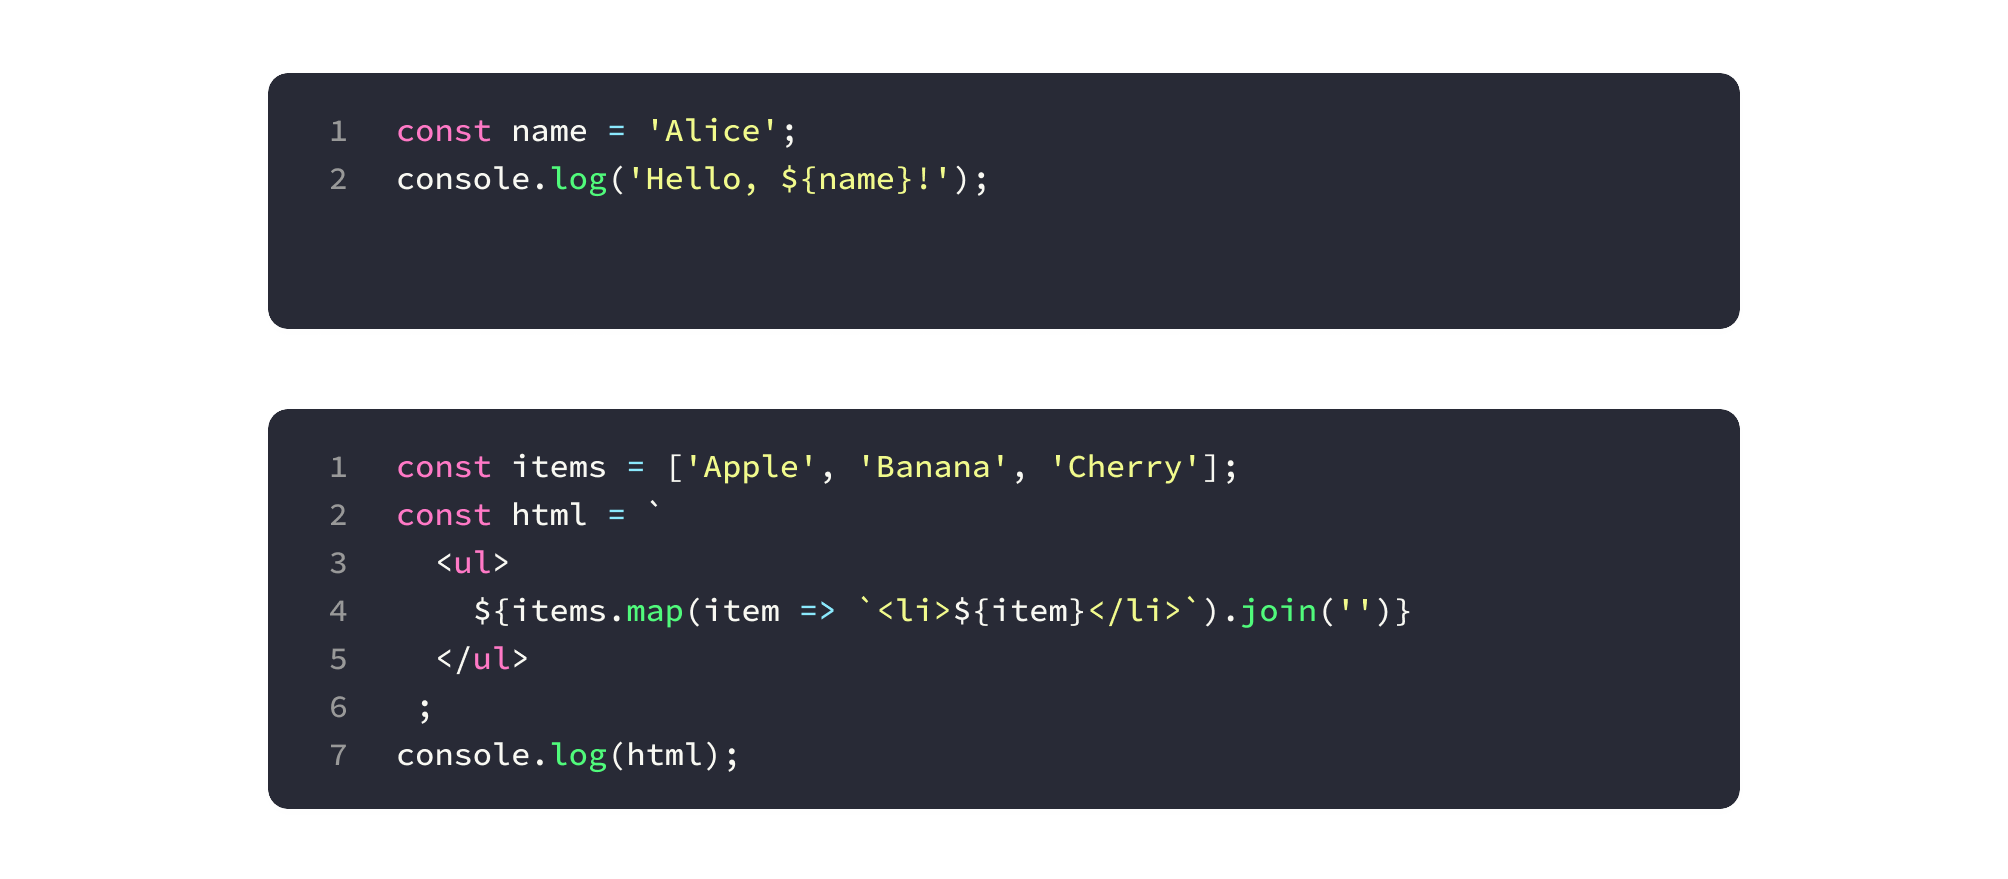 1 const name = 'Alice';
2 console.log('Hello, ${name}!');
1 const items = ['Apple', 'Banana', 'Cherry'];
2 const html = `
3   <ul>
4     ${items.map(item => `<li>${item}</li>`).join('')}
5   </ul>
6  ;
7 console.log(html);